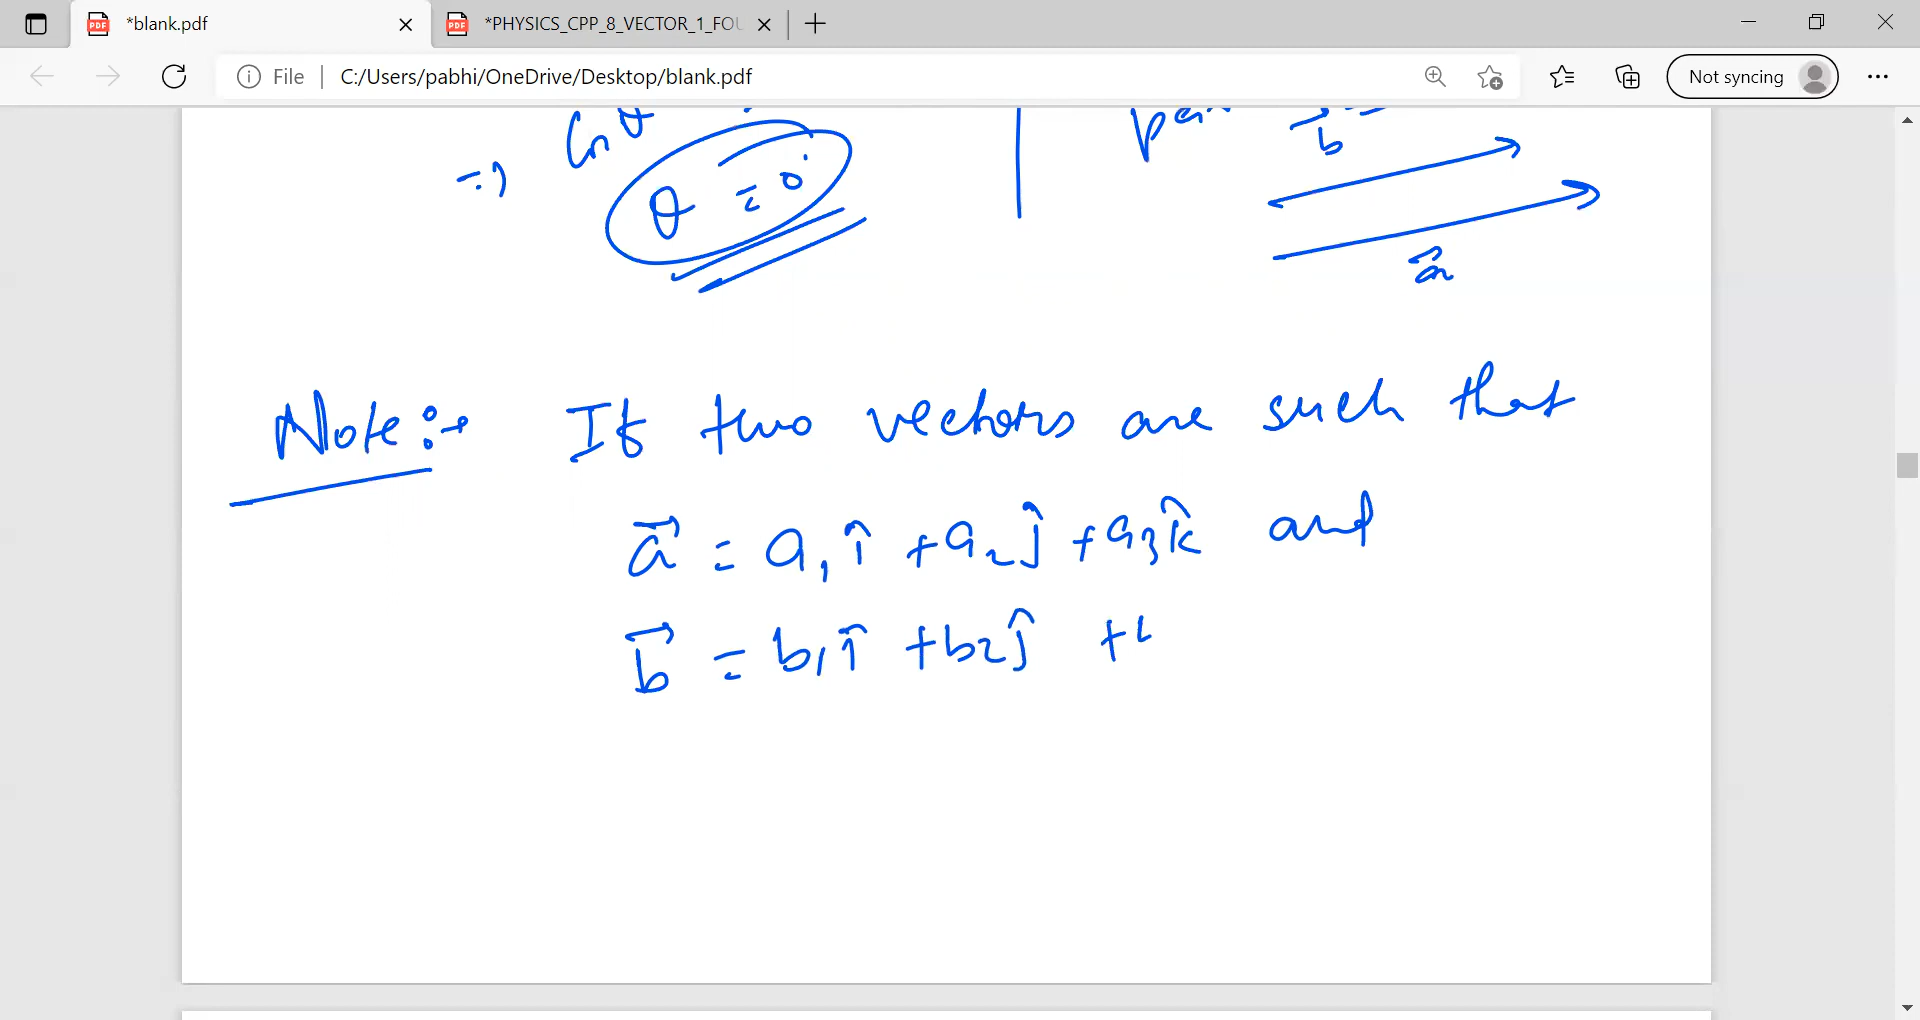 *blank.pdf
*PHYSICS_CPP_8_VECTOR_1_FOU
File | C:/Users/pabhi/OneDrive/Desktop/blank.pdf
Not syncing
b⃗
⇒ θ = 0°
a⃗
Note :→ If two vectors are such that
a⃗ = a₁î + a₂ĵ + a₃k̂ and
b⃗ = b₁î + b₂ĵ +